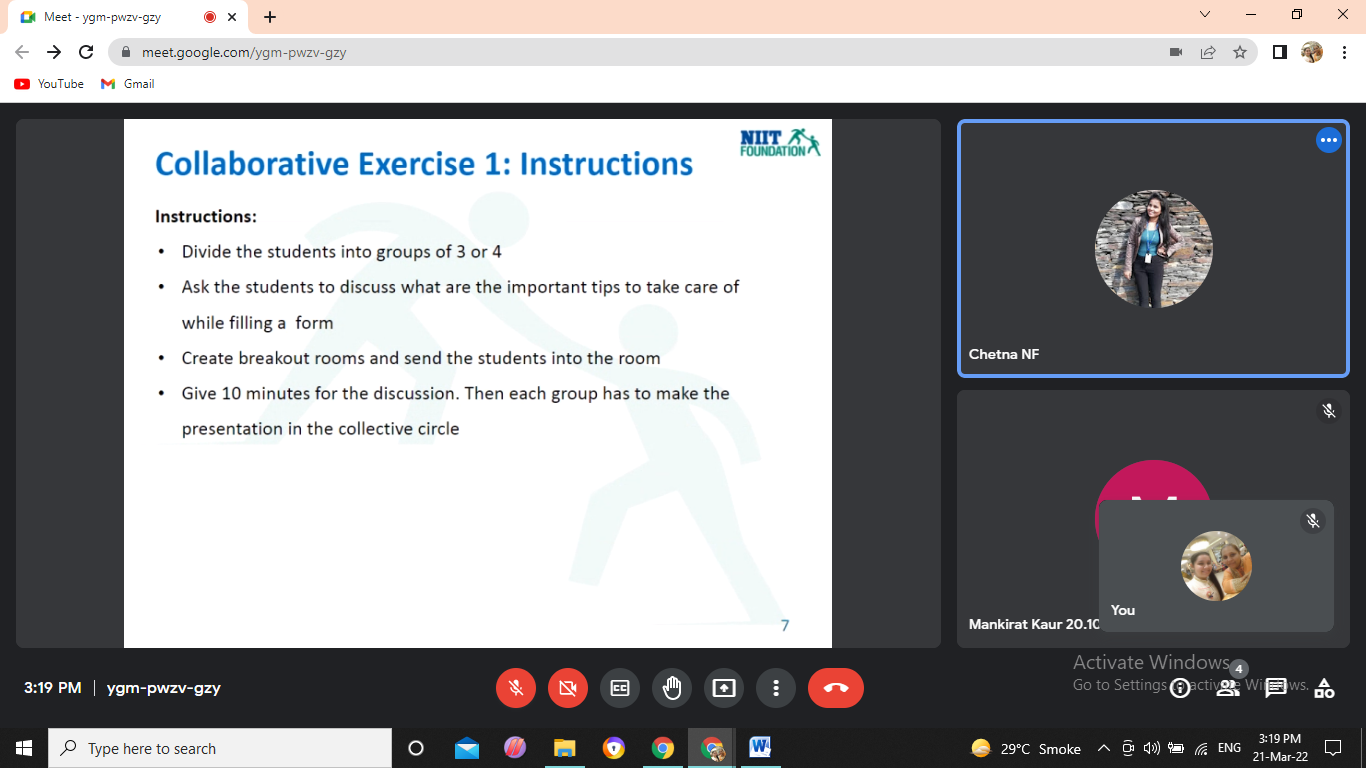 Meet - ygm-pwzv-gzy
meet.google.com/ygm-pwzv-gzy
YouTube
Gmail
NIIT
FOUNDATION
Collaborative Exercise 1: Instructions
Instructions:
• Divide the students into groups of 3 or 4
• Ask the students to discuss what are the important tips to take care of
while filling a form
• Create breakout rooms and send the students into the room
• Give 10 minutes for the discussion. Then each group has to make the
presentation in the collective circle
7
Chetna NF
Mankirat Kaur 20.10
You
Activate Windows
Go to Settings to activate Windows.
4
3:19 PM
ygm-pwzv-gzy
CC
Type here to search
29°C Smoke
ENG
3:19 PM
21-Mar-22